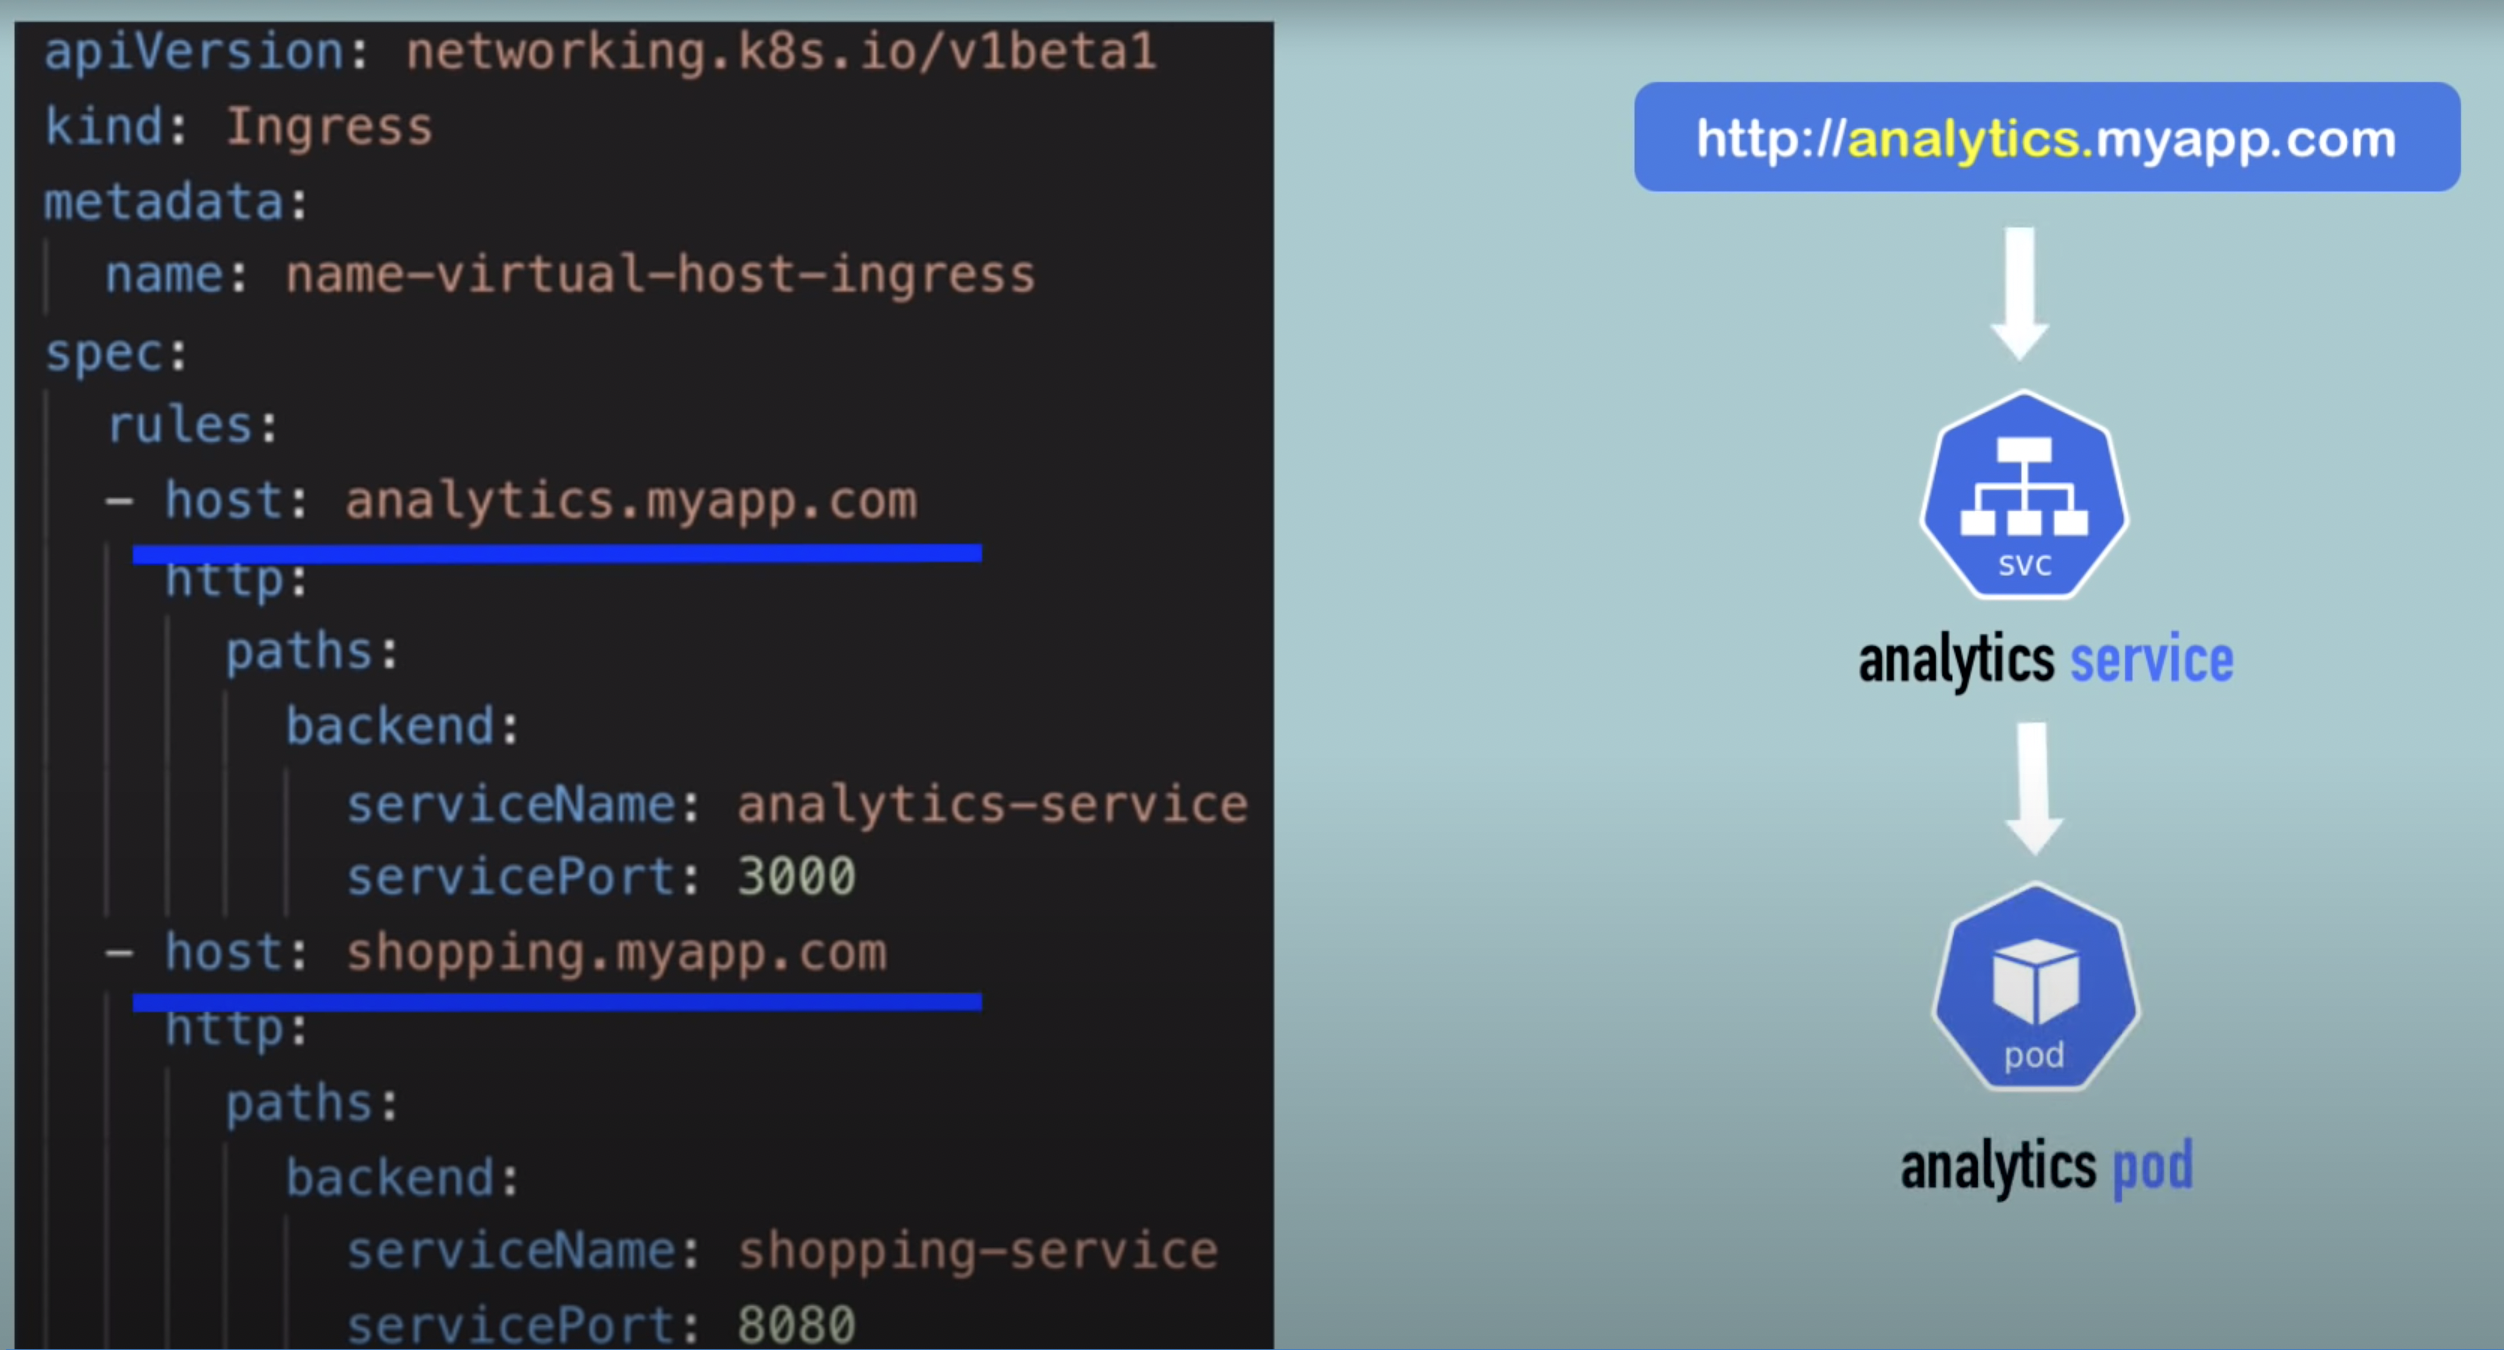 apiVersion: networking.k8s.io/v1beta1
kind: Ingress
metadata:
name: name-virtual-host-ingress
spec:
rules:
- host: analytics.myapp.com
http:
paths:
backend:
serviceName: analytics-service
servicePort: 3000
- host: shopping.myapp.com
http:
paths:
backend:
serviceName: shopping-service
servicePort: 8080
http://analytics.myapp.com
svc
analytics service
pod
analytics pod